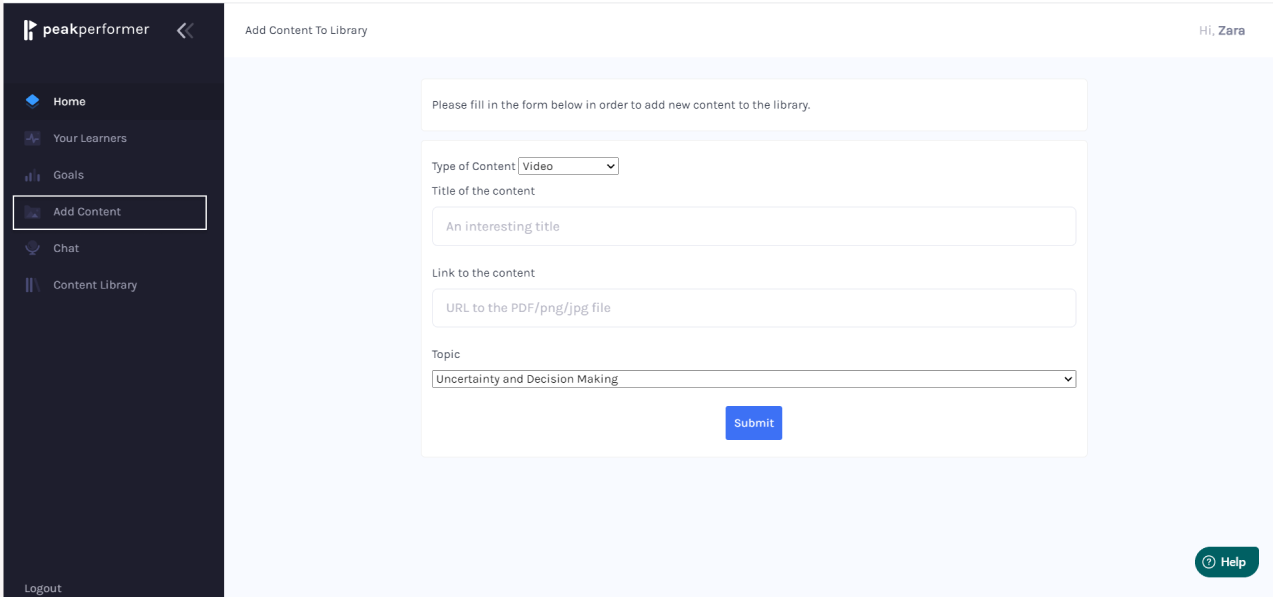 peakperformer
Add Content To Library
Hi, Zara
Home
Your Learners
Goals
Add Content
Chat
Content Library
Logout
Please fill in the form below in order to add new content to the library.
Type of Content Video
Title of the content
An interesting title
Link to the content
URL to the PDF/png/jpg file
Topic
Uncertainty and Decision Making
Submit
Help